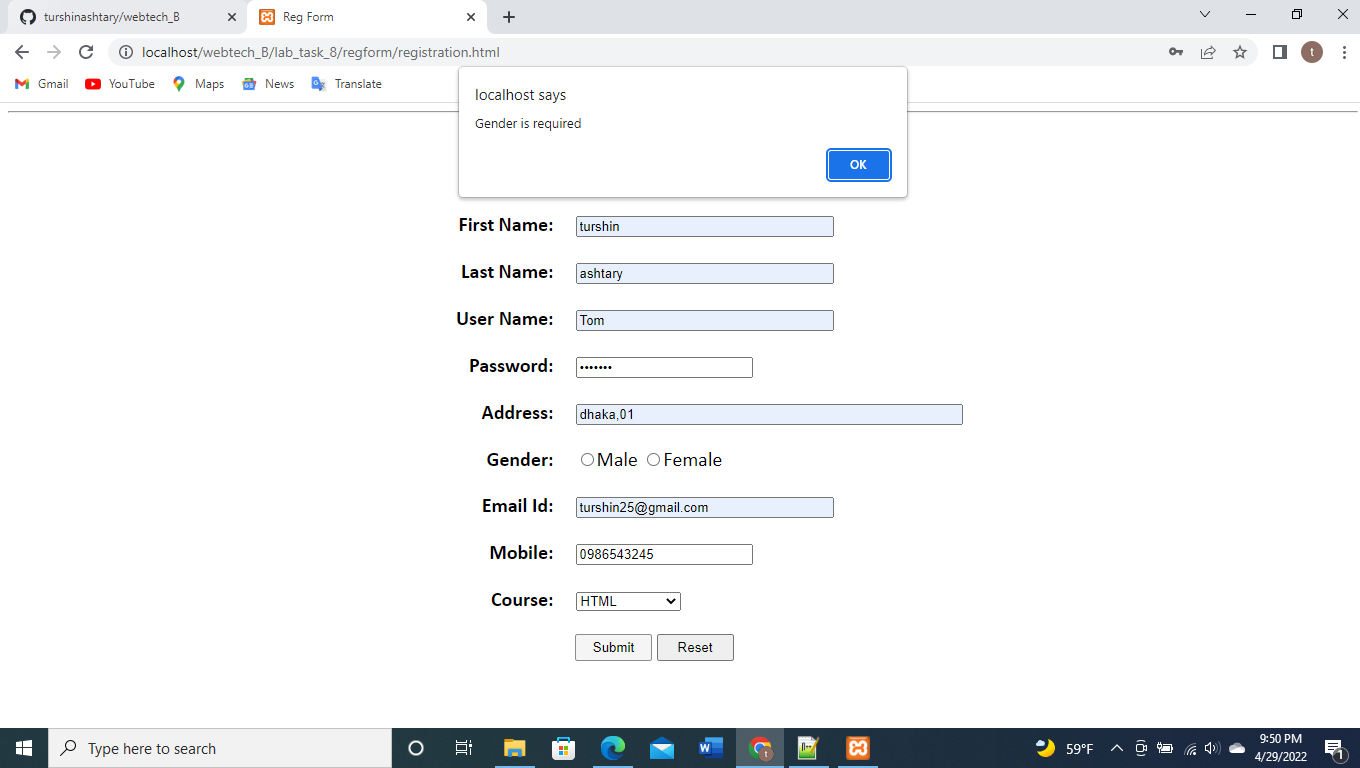 turshinashtary/webtech_B
Reg Form
localhost/webtech_B/lab_task_8/regform/registration.html
t
Gmail
YouTube
Maps
News
Translate
localhost says
Gender is required
OK
First Name: turshin
Last Name: ashtary
User Name: Tom
Password: •••••••
Address: dhaka,01
Gender: Male Female
Email Id: turshin25@gmail.com
Mobile: 0986543245
Course: HTML
Submit Reset
Type here to search
59°F
9:50 PM
4/29/2022
1